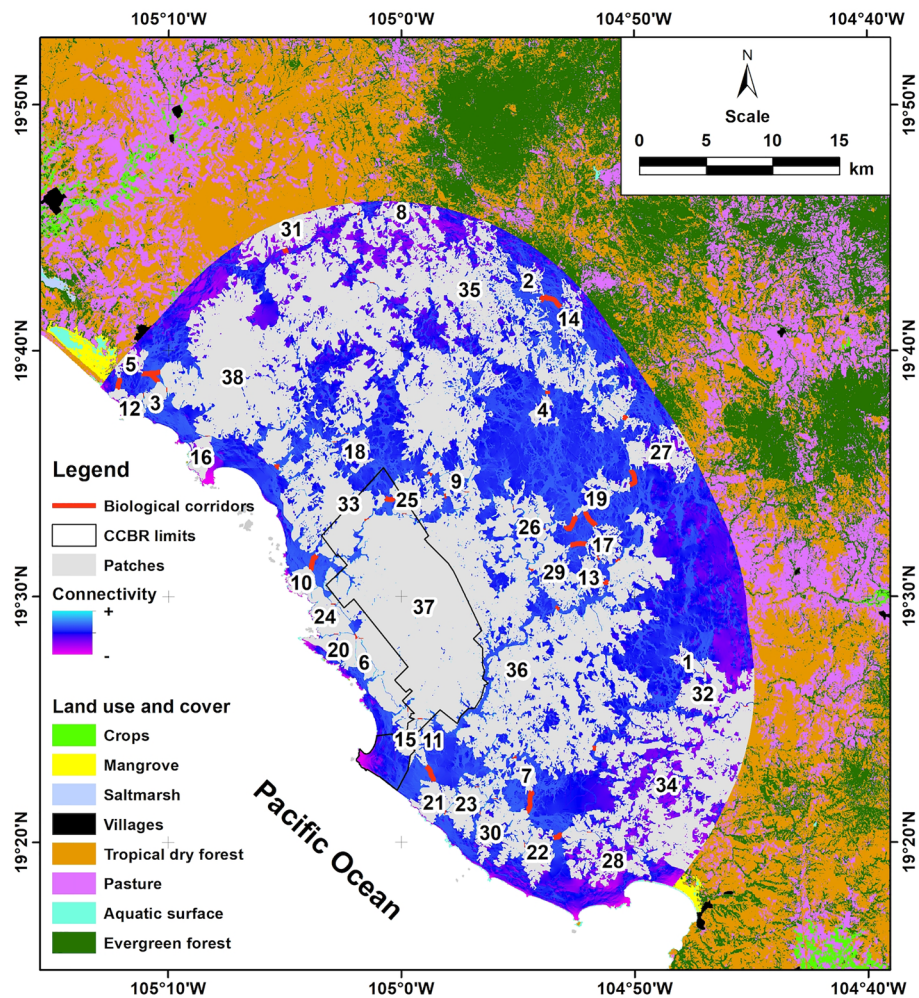 105°10'W 105°0'W 104°50'W 104°40'W
N
Scale
0 5 10 15
km
19°50'N 19°50'N
8
31
2
35
14
19°40'N 19°40'N
5
38
12 3
4
16 18 27
9
Legend
Biological corridors
CCBR limits
Patches
Connectivity
+
-
33 25 19
26
17
10 29 13
19°30'N 19°30'N
24 37
20 6 36 1
32
Land use and cover
Crops
Mangrove
Saltmarsh
Villages
Tropical dry forest
Pasture
Aquatic surface
Evergreen forest
15 11
7 34
21 23
30
22 28
19°20'N 19°20'N
Pacific Ocean
105°10'W 105°0'W 104°50'W 104°40'W